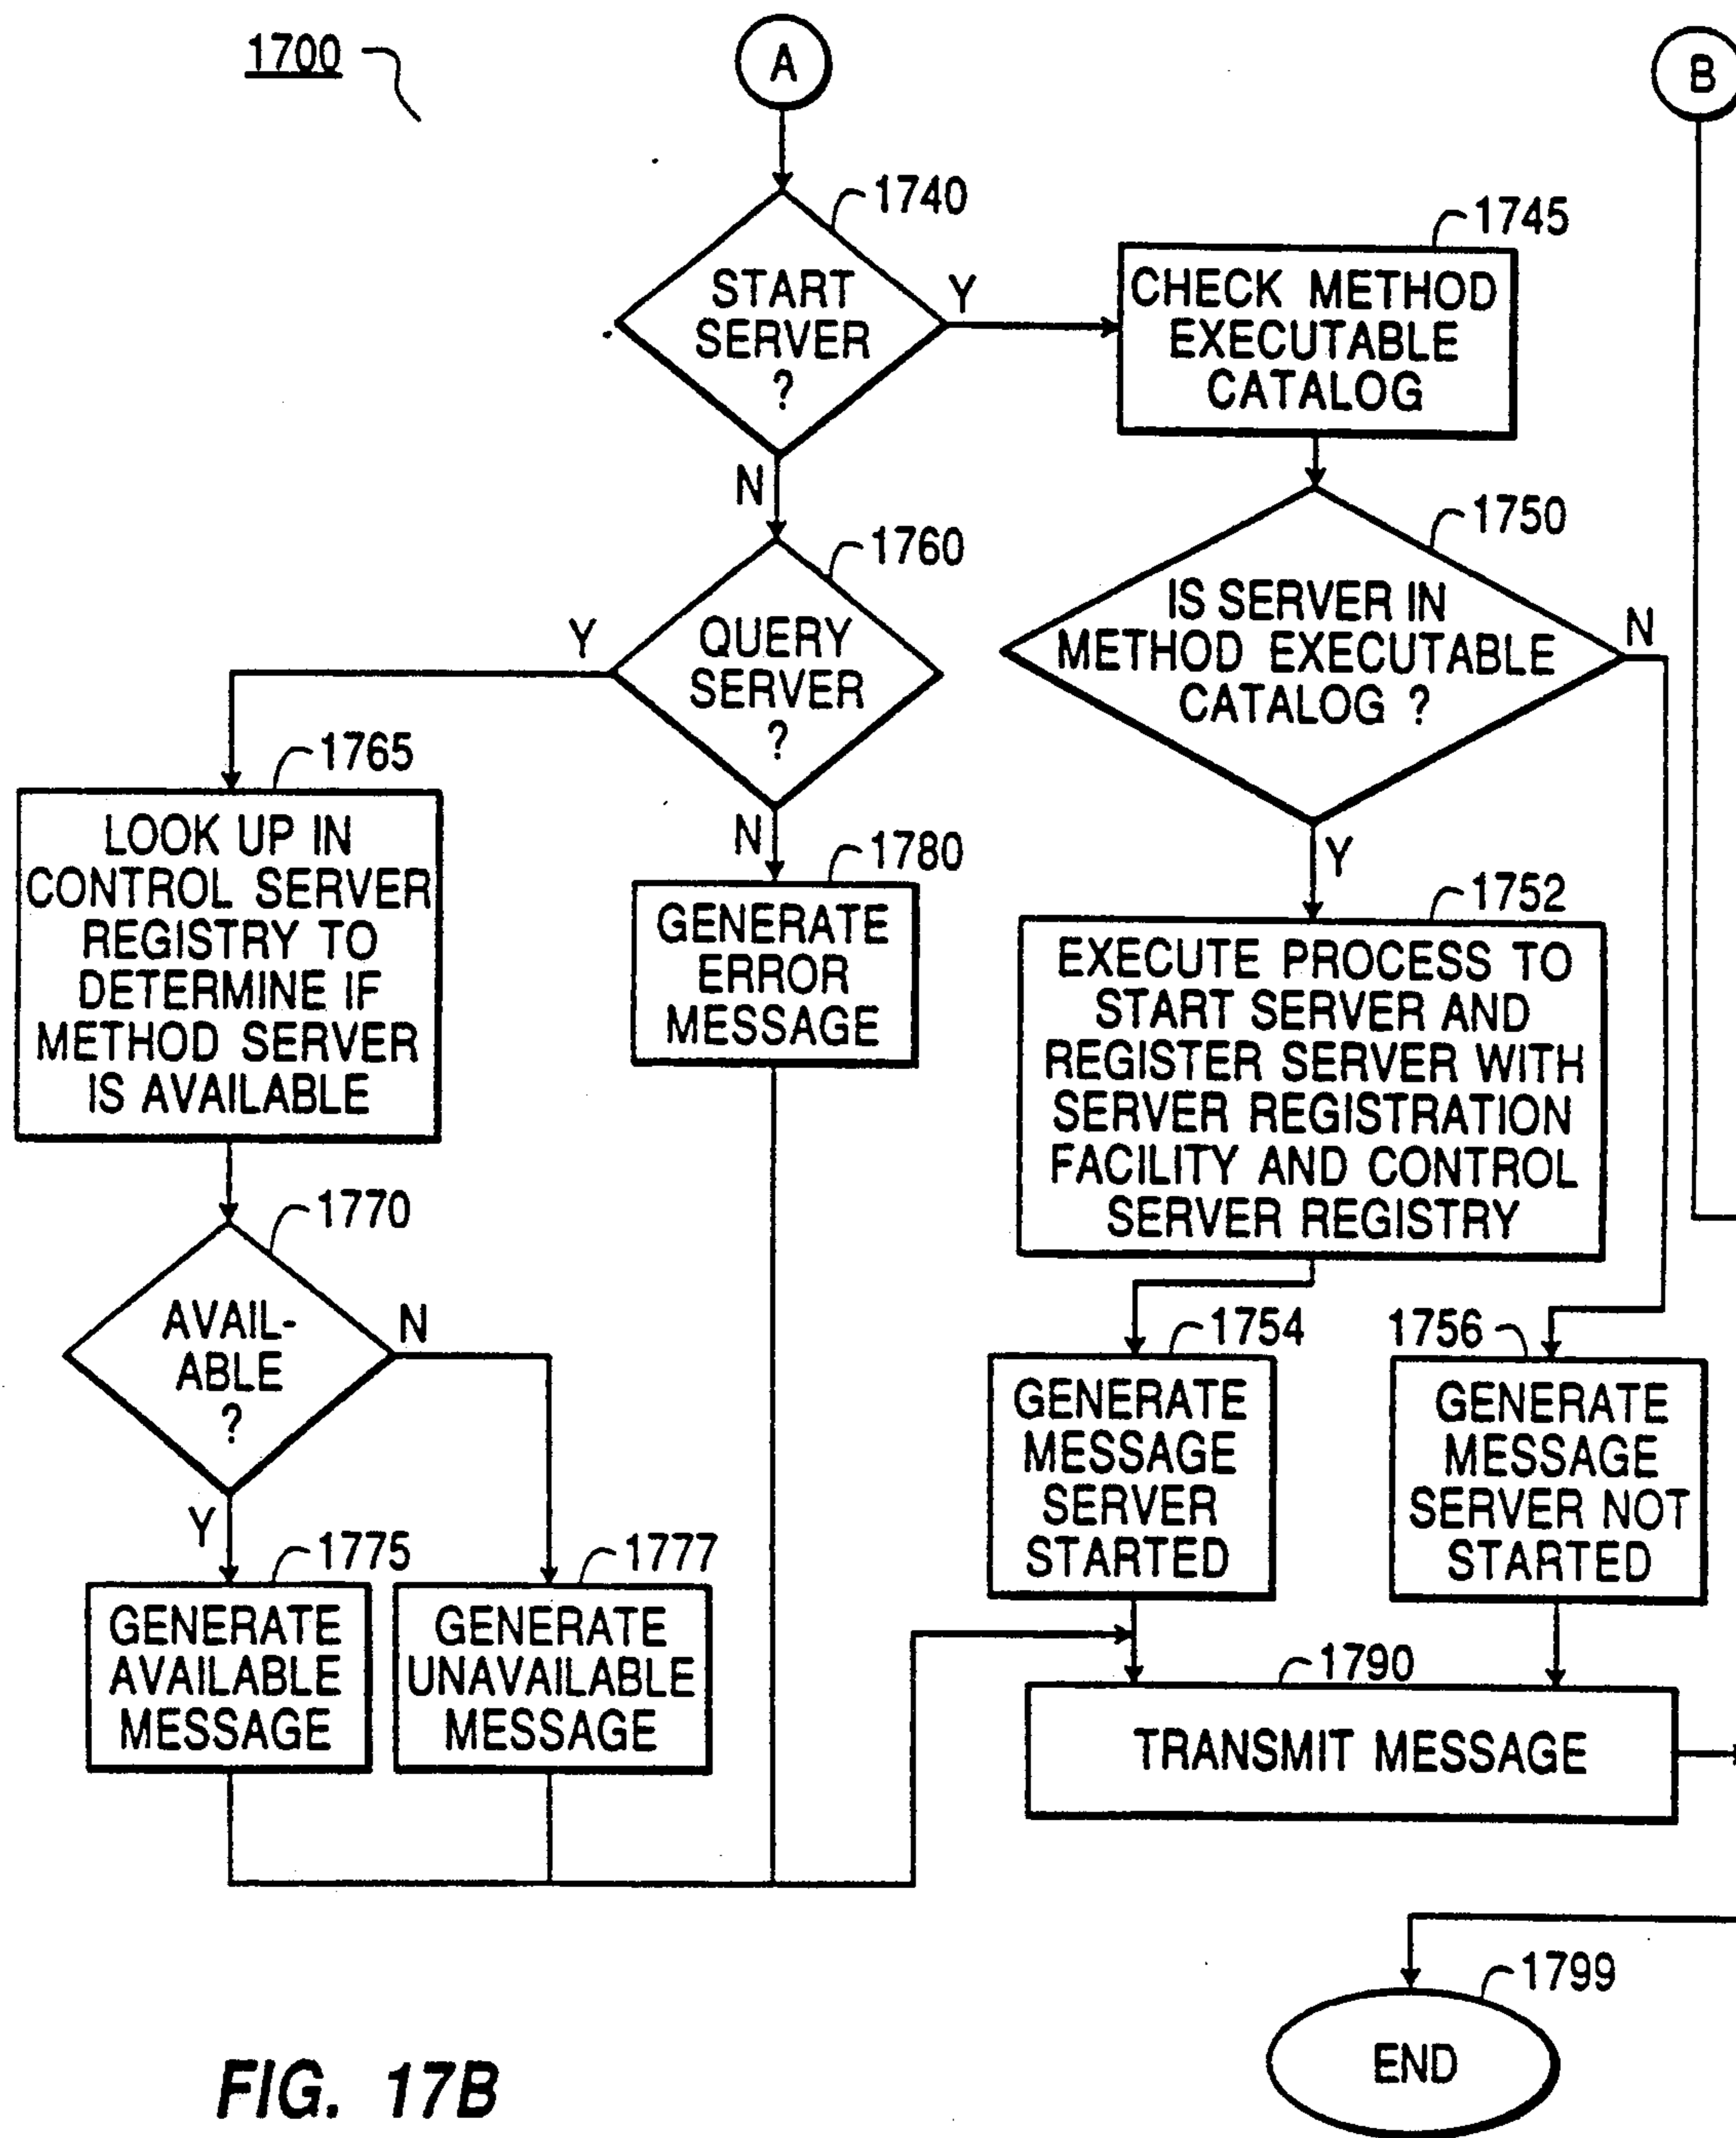 1700
A
B
1740
START
SERVER
?
Y
N
1745
CHECK METHOD
EXECUTABLE
CATALOG
1750
IS SERVER IN
METHOD EXECUTABLE
CATALOG ?
N
Y
1760
QUERY
SERVER
?
Y
N
1765
LOOK UP IN
CONTROL SERVER
REGISTRY TO
DETERMINE IF
METHOD SERVER
IS AVAILABLE
1780
GENERATE
ERROR
MESSAGE
1752
EXECUTE PROCESS TO
START SERVER AND
REGISTER SERVER WITH
SERVER REGISTRATION
FACILITY AND CONTROL
SERVER REGISTRY
1770
AVAIL-
ABLE
?
N
Y
1754
GENERATE
MESSAGE
SERVER
STARTED
1756
GENERATE
MESSAGE
SERVER NOT
STARTED
1775
GENERATE
AVAILABLE
MESSAGE
1777
GENERATE
UNAVAILABLE
MESSAGE
1790
TRANSMIT MESSAGE
1799
END
FIG. 17B